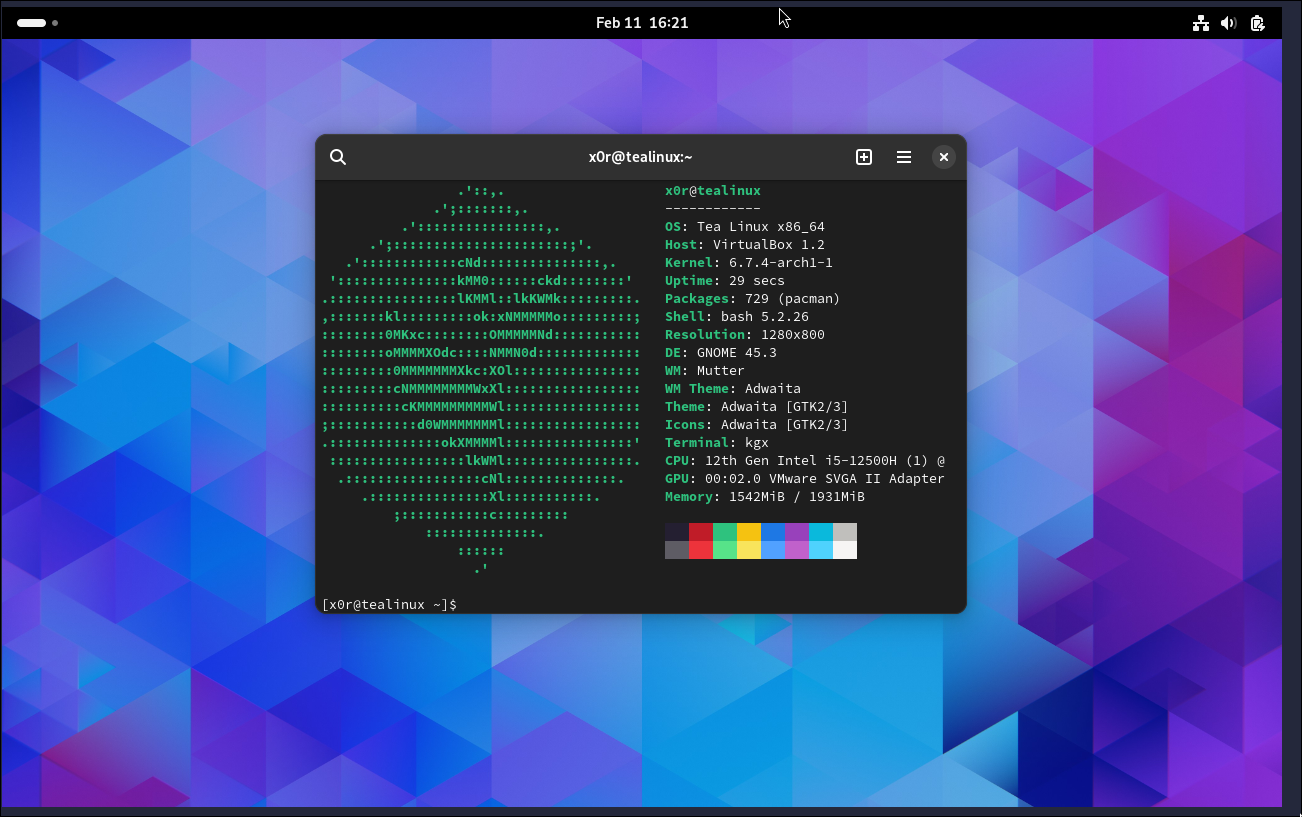 Feb 11 16:21
x0r@tealinux:~
.'::,.
.';:::::::,.
.'::::::::::::::::,.
.';::::::::::::::::::::::;'.
.'::::::::::::cNd:::::::::::::::,.
':::::::::::::::kMM0::::::ckd::::::::'
.::::::::::::::::lKMMl::lkKWMk:::::::::.
,:::::::kl:::::::::ok:xNMMMMMo:::::::::;
::::::::0MKxc::::::::OMMMMMNd:::::::::::
::::::::oMMMMXOdc::::NMMN0d:::::::::::::
:::::::::0MMMMMMMXkc:XOl::::::::::::::::
:::::::::cNMMMMMMMMWxXl:::::::::::::::::
::::::::::cKMMMMMMMMMWl:::::::::::::::::
;:::::::::::d0WMMMMMMMl:::::::::::::::::
.::::::::::::::okXMMMMl::::::::::::::::'
:::::::::::::::::lkWMl::::::::::::::::.
.:::::::::::::::::cNl::::::::::::::.
.:::::::::::::::Xl:::::::::::.
;:::::::::::c:::::::::
::::::::::::::.
::::::
.'
x0r@tealinux
------------
OS: Tea Linux x86_64
Host: VirtualBox 1.2
Kernel: 6.7.4-arch1-1
Uptime: 29 secs
Packages: 729 (pacman)
Shell: bash 5.2.26
Resolution: 1280x800
DE: GNOME 45.3
WM: Mutter
WM Theme: Adwaita
Theme: Adwaita [GTK2/3]
Icons: Adwaita [GTK2/3]
Terminal: kgx
CPU: 12th Gen Intel i5-12500H (1) @
GPU: 00:02.0 VMware SVGA II Adapter
Memory: 1542MiB / 1931MiB
[x0r@tealinux ~]$